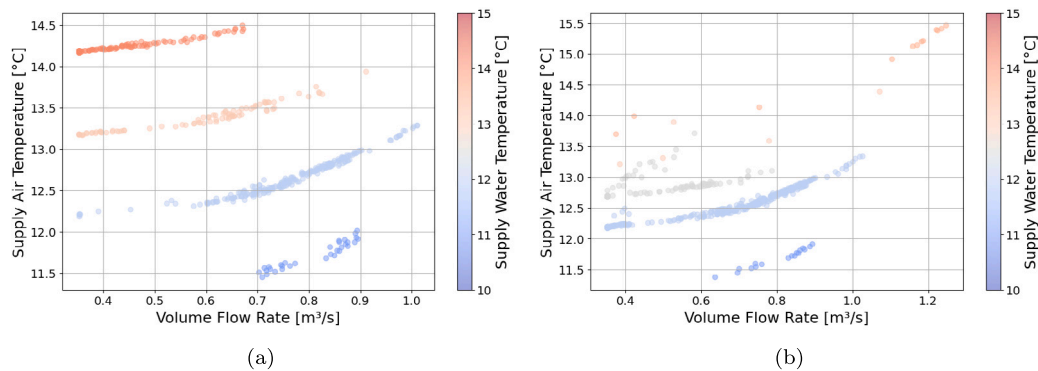 14.5
14.0
13.5
13.0
12.5
12.0
11.5
Supply Air Temperature [°C]
0.4 0.5 0.6 0.7 0.8 0.9 1.0
Volume Flow Rate [m³/s]
15
14
13
12
11
10
Supply Water Temperature [°C]
(a)
15.5
15.0
14.5
14.0
13.5
13.0
12.5
12.0
11.5
Supply Air Temperature [°C]
0.4 0.6 0.8 1.0 1.2
Volume Flow Rate [m³/s]
15
14
13
12
11
10
Supply Water Temperature [°C]
(b)